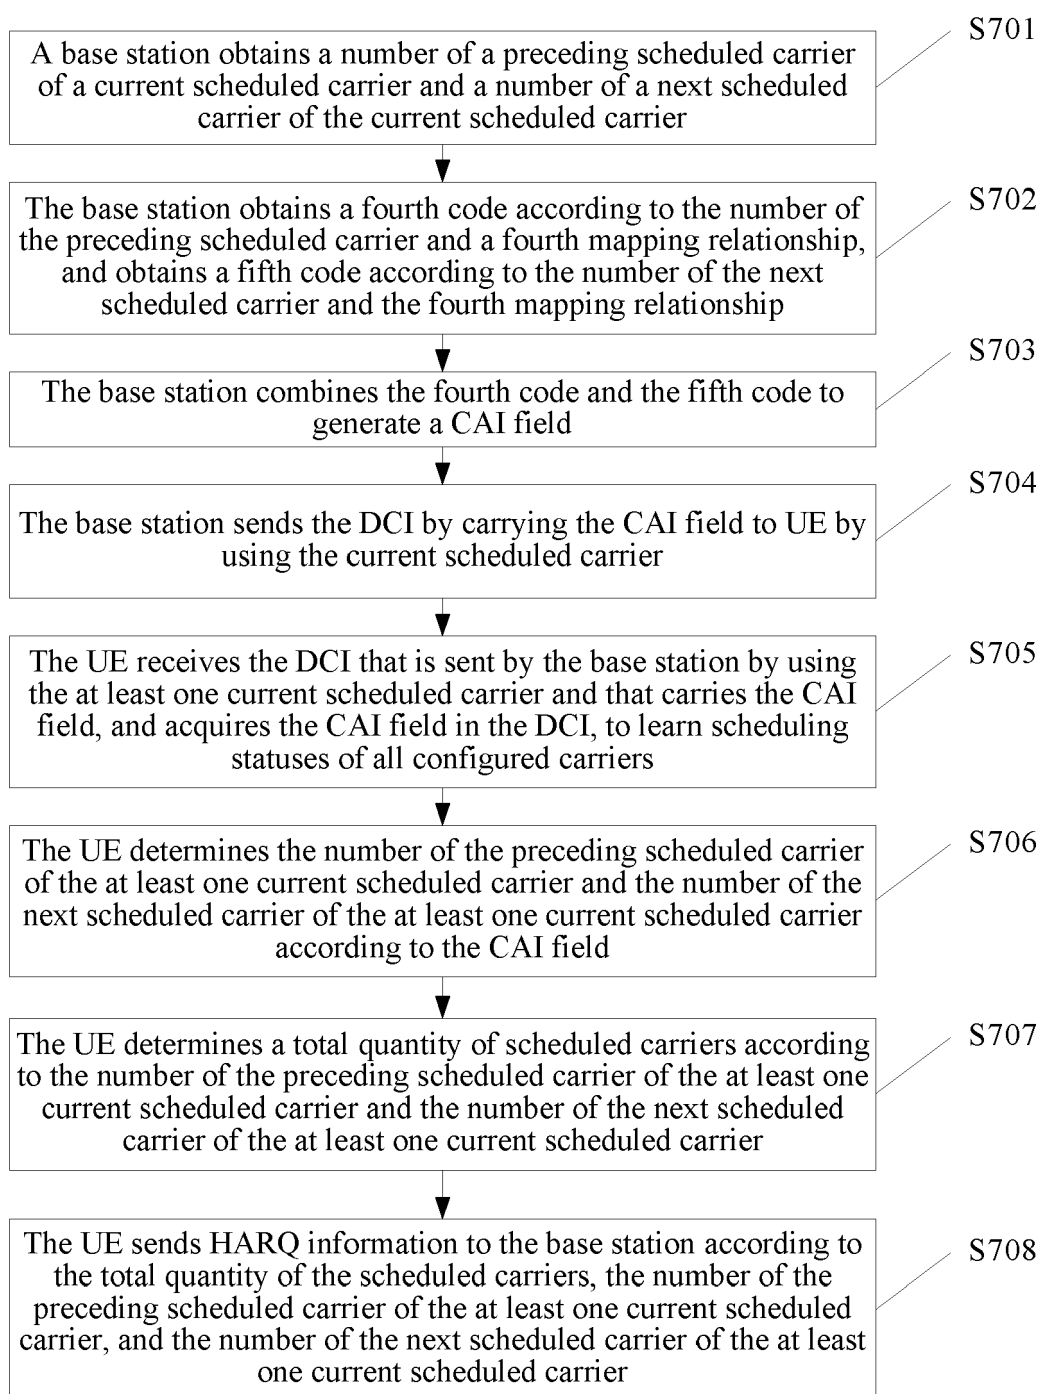 S701
A base station obtains a number of a preceding scheduled carrier
of a current scheduled carrier and a number of a next scheduled
carrier of the current scheduled carrier
S702
The base station obtains a fourth code according to the number of
the preceding scheduled carrier and a fourth mapping relationship,
and obtains a fifth code according to the number of the next
scheduled carrier and the fourth mapping relationship
S703
The base station combines the fourth code and the fifth code to
generate a CAI field
S704
The base station sends the DCI by carrying the CAI field to UE by
using the current scheduled carrier
S705
The UE receives the DCI that is sent by the base station by using
the at least one current scheduled carrier and that carries the CAI
field, and acquires the CAI field in the DCI, to learn scheduling
statuses of all configured carriers
S706
The UE determines the number of the preceding scheduled carrier
of the at least one current scheduled carrier and the number of the
next scheduled carrier of the at least one current scheduled carrier
according to the CAI field
S707
The UE determines a total quantity of scheduled carriers according
to the number of the preceding scheduled carrier of the at least one
current scheduled carrier and the number of the next scheduled
carrier of the at least one current scheduled carrier
S708
The UE sends HARQ information to the base station according to
the total quantity of the scheduled carriers, the number of the
preceding scheduled carrier of the at least one current scheduled
carrier, and the number of the next scheduled carrier of the at least
one current scheduled carrier